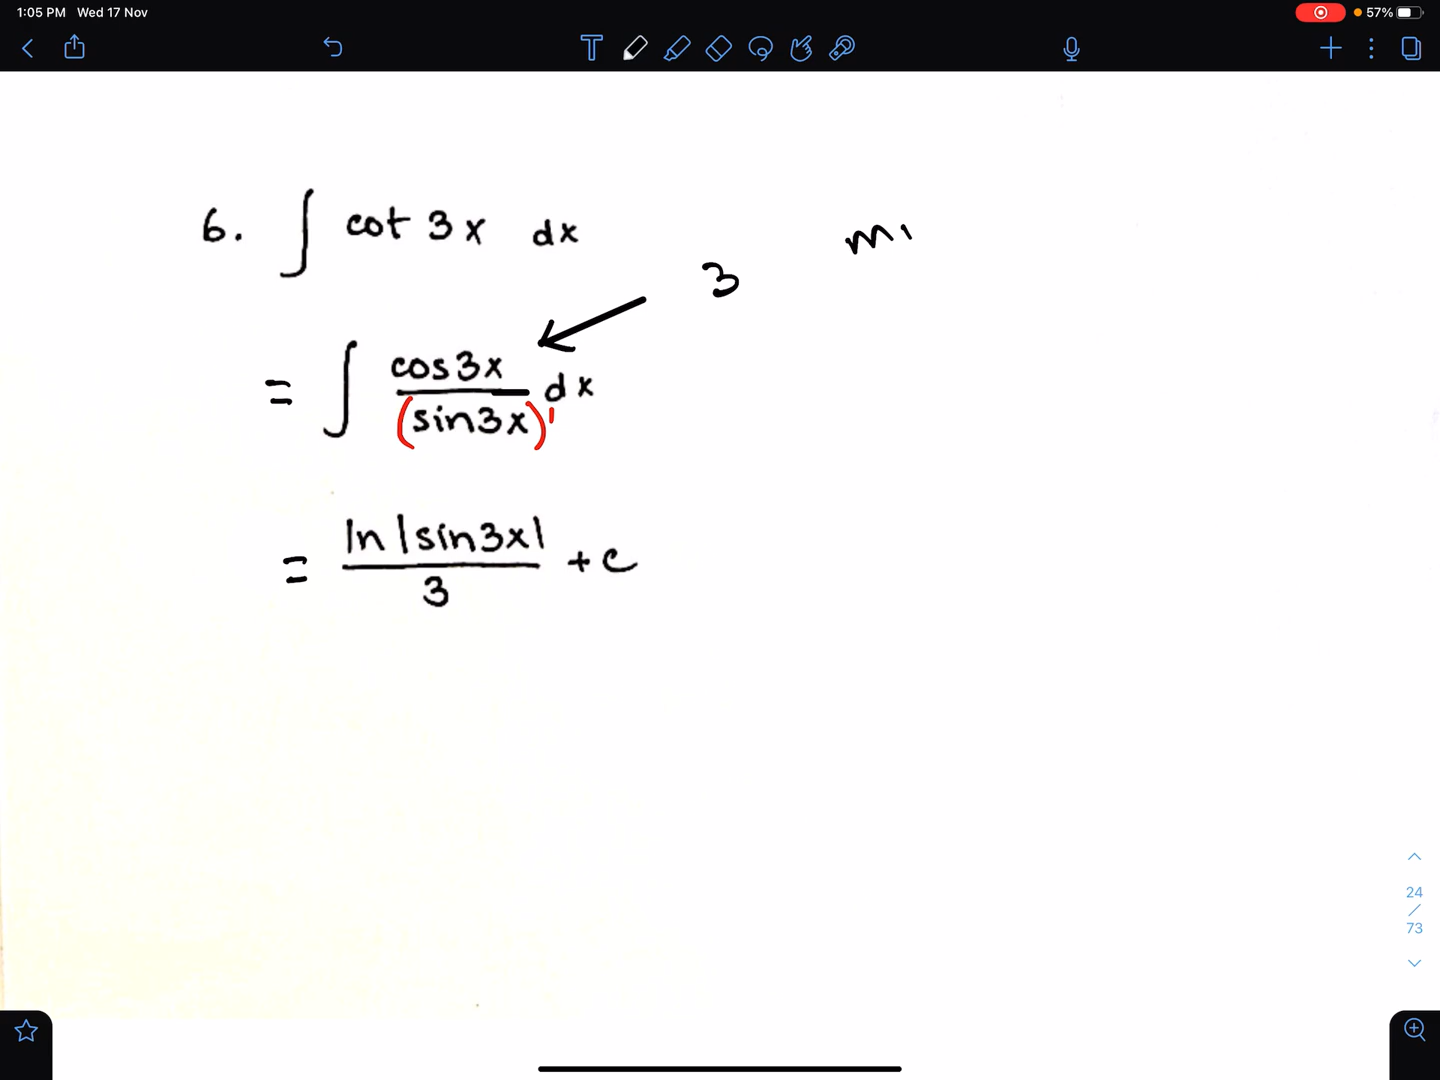 1:05 PM Wed 17 Nov 57%
T
6. ∫ cot 3x dx
3
= ∫ cos3x / (sin3x)' dx
= ln |sin3x| / 3 + c
24
/
73